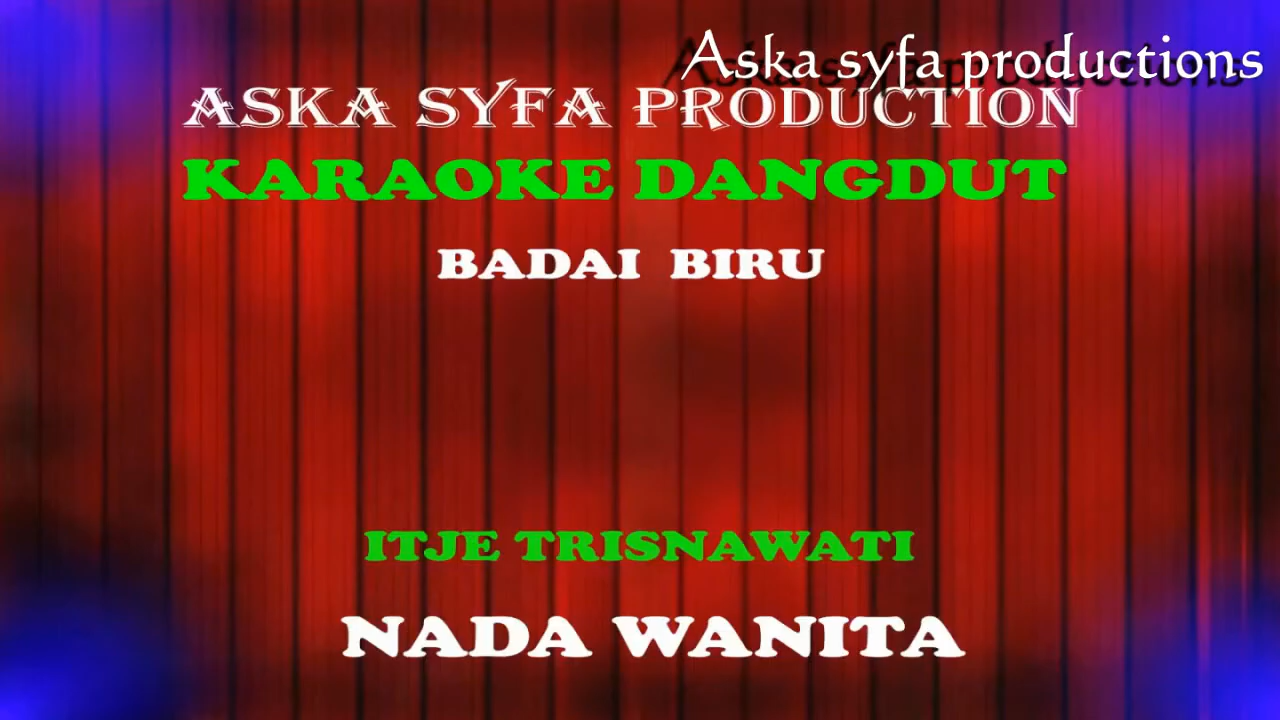 Aska syfa productions
ASKA SYFA PRODUCTION
KARAOKE DANGDUT
BADAI BIRU
ITJE TRISNAWATI
NADA WANITA